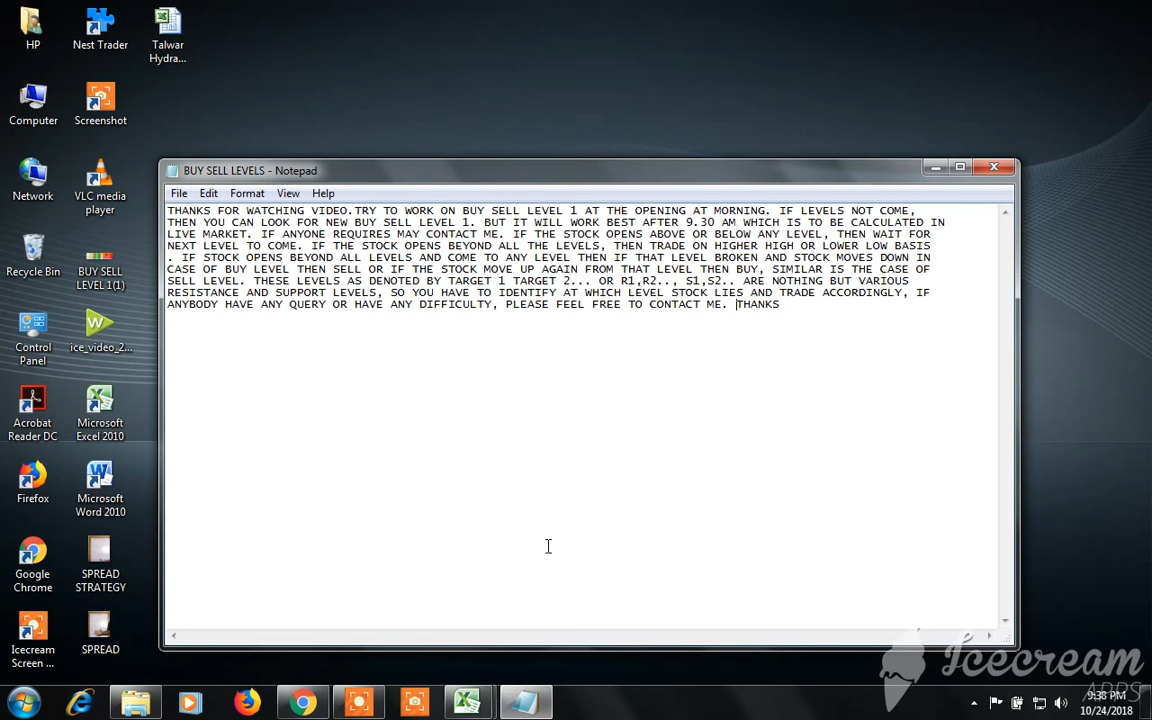 HP
Nest Trader
Talwar
Hydra...
Computer
Screenshot
Network
VLC media
player
Recycle Bin
BUY SELL
LEVEL 1(1)
Control
Panel
ice_video_2...
Acrobat
Reader DC
Microsoft
Excel 2010
Firefox
Microsoft
Word 2010
Google
Chrome
SPREAD
STRATEGY
Icecream
Screen ...
SPREAD
BUY SELL LEVELS - Notepad
File Edit Format View Help
THANKS FOR WATCHING VIDEO.TRY TO WORK ON BUY SELL LEVEL 1 AT THE OPENING AT MORNING. IF LEVELS NOT COME,
THEN YOU CAN LOOK FOR NEW BUY SELL LEVEL 1. BUT IT WILL WORK BEST AFTER 9.30 AM WHICH IS TO BE CALCULATED IN
LIVE MARKET. IF ANYONE REQUIRES MAY CONTACT ME. IF THE STOCK OPENS ABOVE OR BELOW ANY LEVEL, THEN WAIT FOR
NEXT LEVEL TO COME. IF THE STOCK OPENS BEYOND ALL THE LEVELS, THEN TRADE ON HIGHER HIGH OR LOWER LOW BASIS
. IF STOCK OPENS BEYOND ALL LEVELS AND COME TO ANY LEVEL THEN IF THAT LEVEL BROKEN AND STOCK MOVES DOWN IN
CASE OF BUY LEVEL THEN SELL OR IF THE STOCK MOVE UP AGAIN FROM THAT LEVEL THEN BUY, SIMILAR IS THE CASE OF
SELL LEVEL. THESE LEVELS AS DENOTED BY TARGET 1 TARGET 2... OR R1,R2.., S1,S2.. ARE NOTHING BUT VARIOUS
RESISTANCE AND SUPPORT LEVELS, SO YOU HAVE TO IDENTIFY AT WHICH LEVEL STOCK LIES AND TRADE ACCORDINGLY, IF
ANYBODY HAVE ANY QUERY OR HAVE ANY DIFFICULTY, PLEASE FEEL FREE TO CONTACT ME. THANKS
Icecream
APPS
9:38 PM
10/24/2018